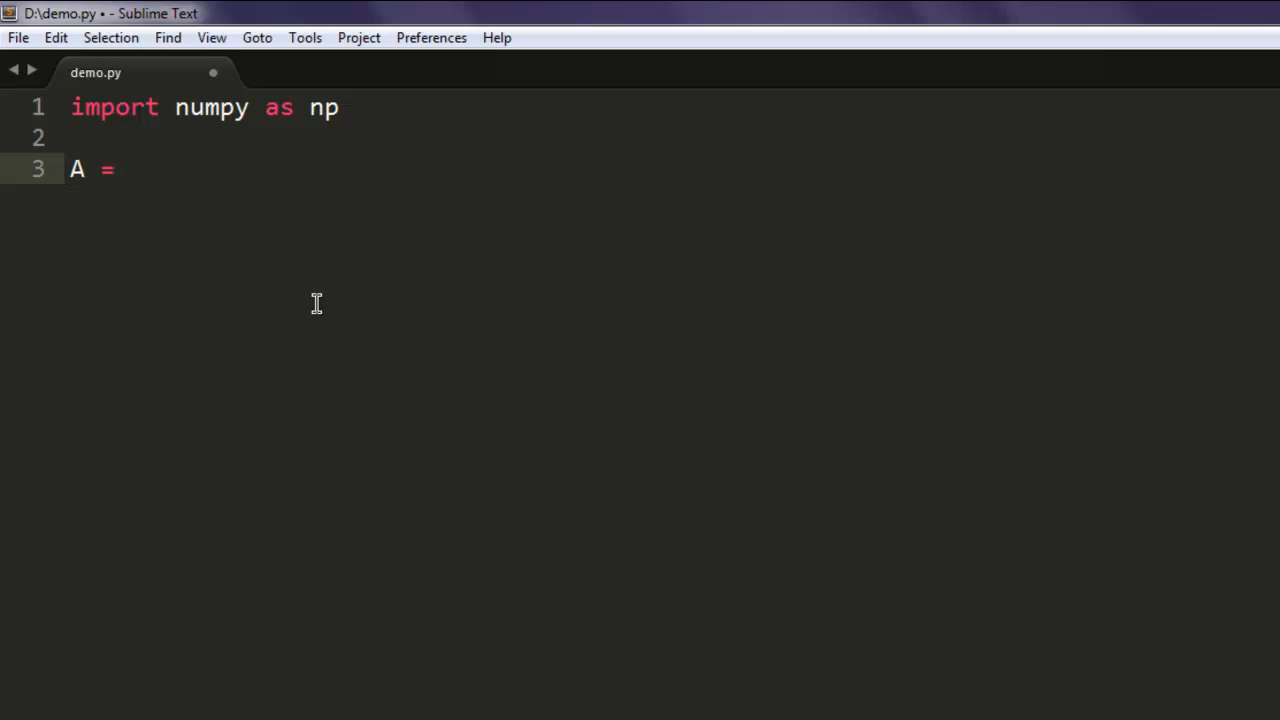 D:\demo.py • - Sublime Text
File Edit Selection Find View Goto Tools Project Preferences Help
demo.py
1 import numpy as np
2
3 A =